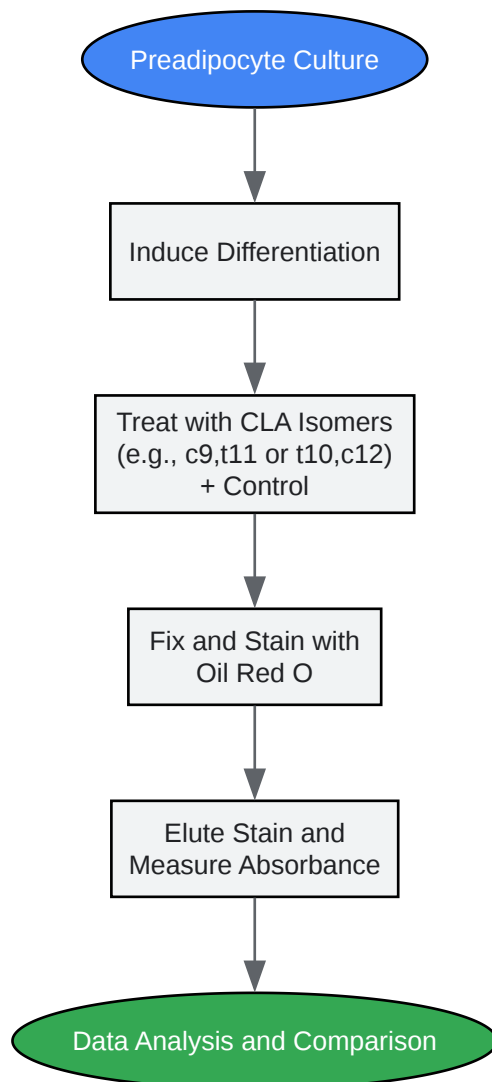 Preadipocyte Culture
Induce Differentiation
Treat with CLA Isomers
(e.g., c9,t11 or t10,c12)
+ Control
Fix and Stain with
Oil Red O
Elute Stain and
Measure Absorbance
Data Analysis and Comparison